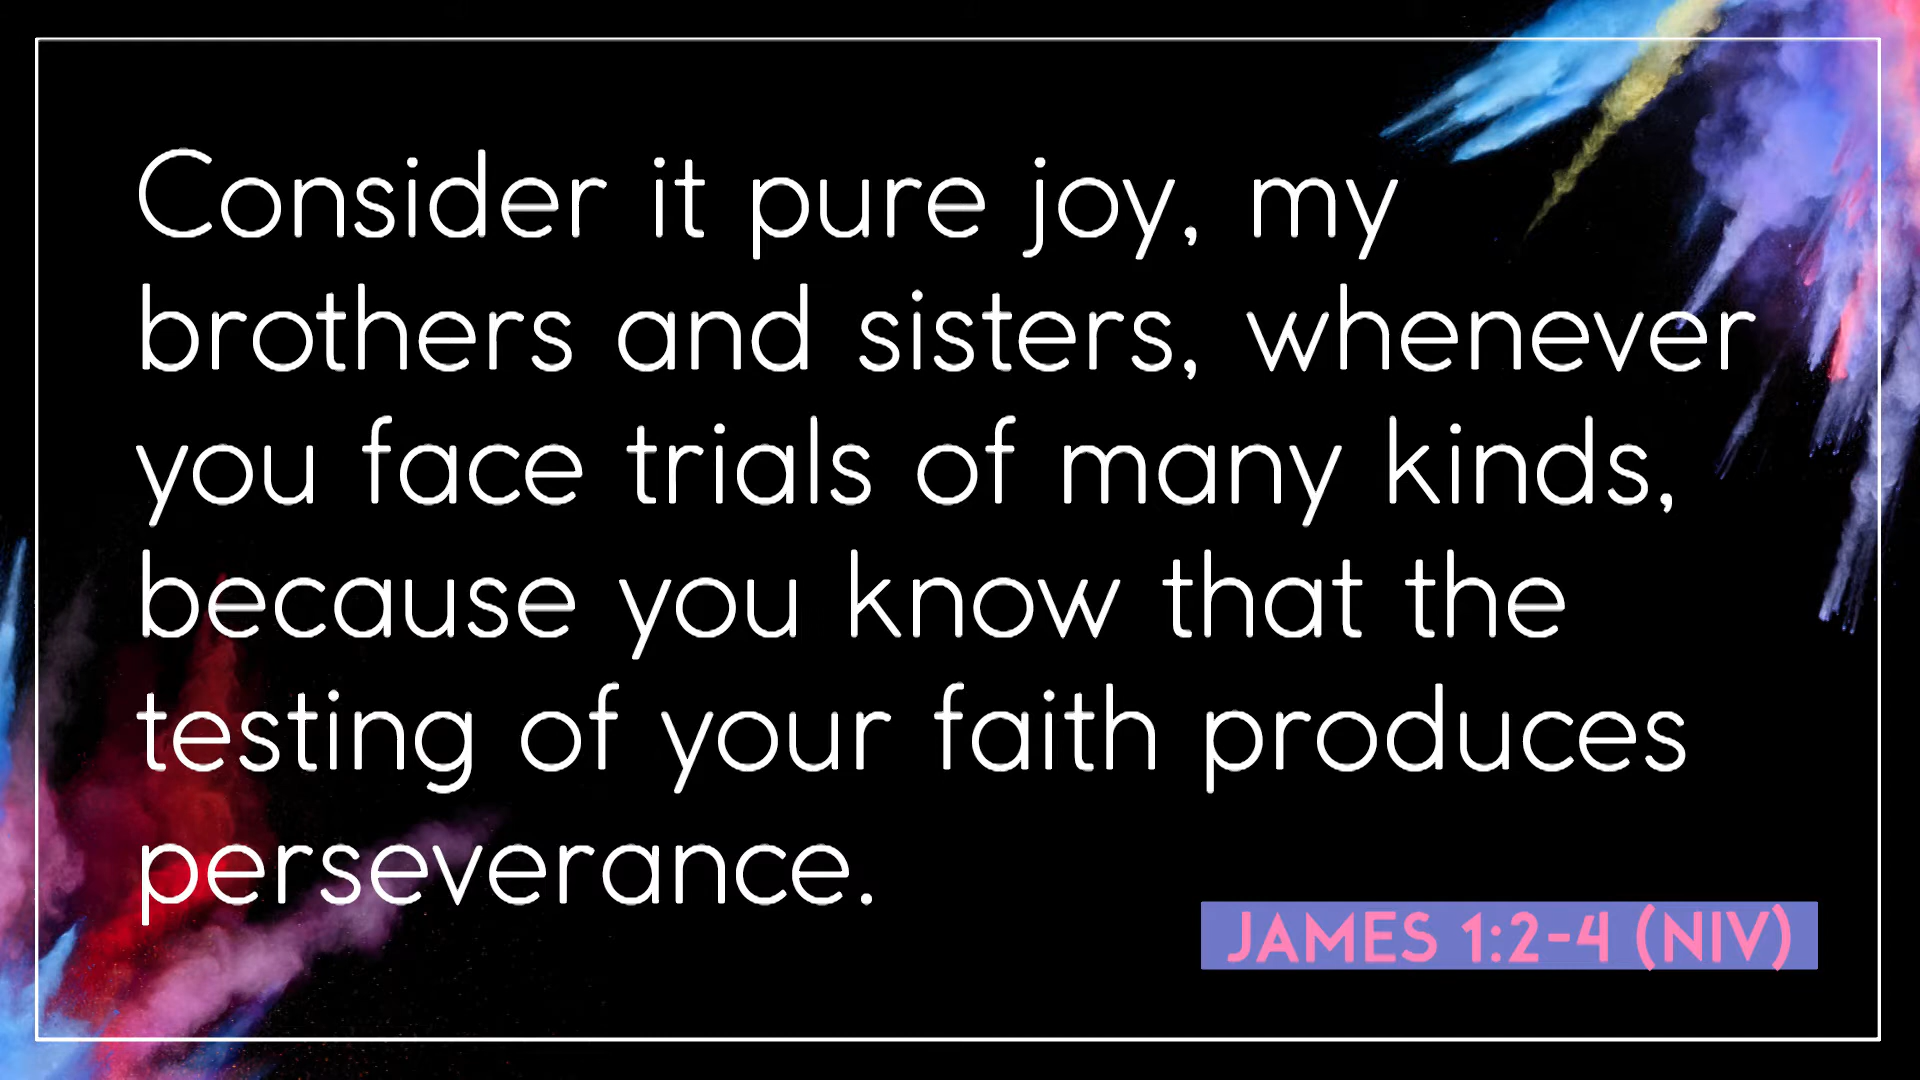 Consider it pure joy, my
brothers and sisters, whenever
you face trials of many kinds,
because you know that the
testing of your faith produces
perseverance.
JAMES 1:2-4 (NIV)